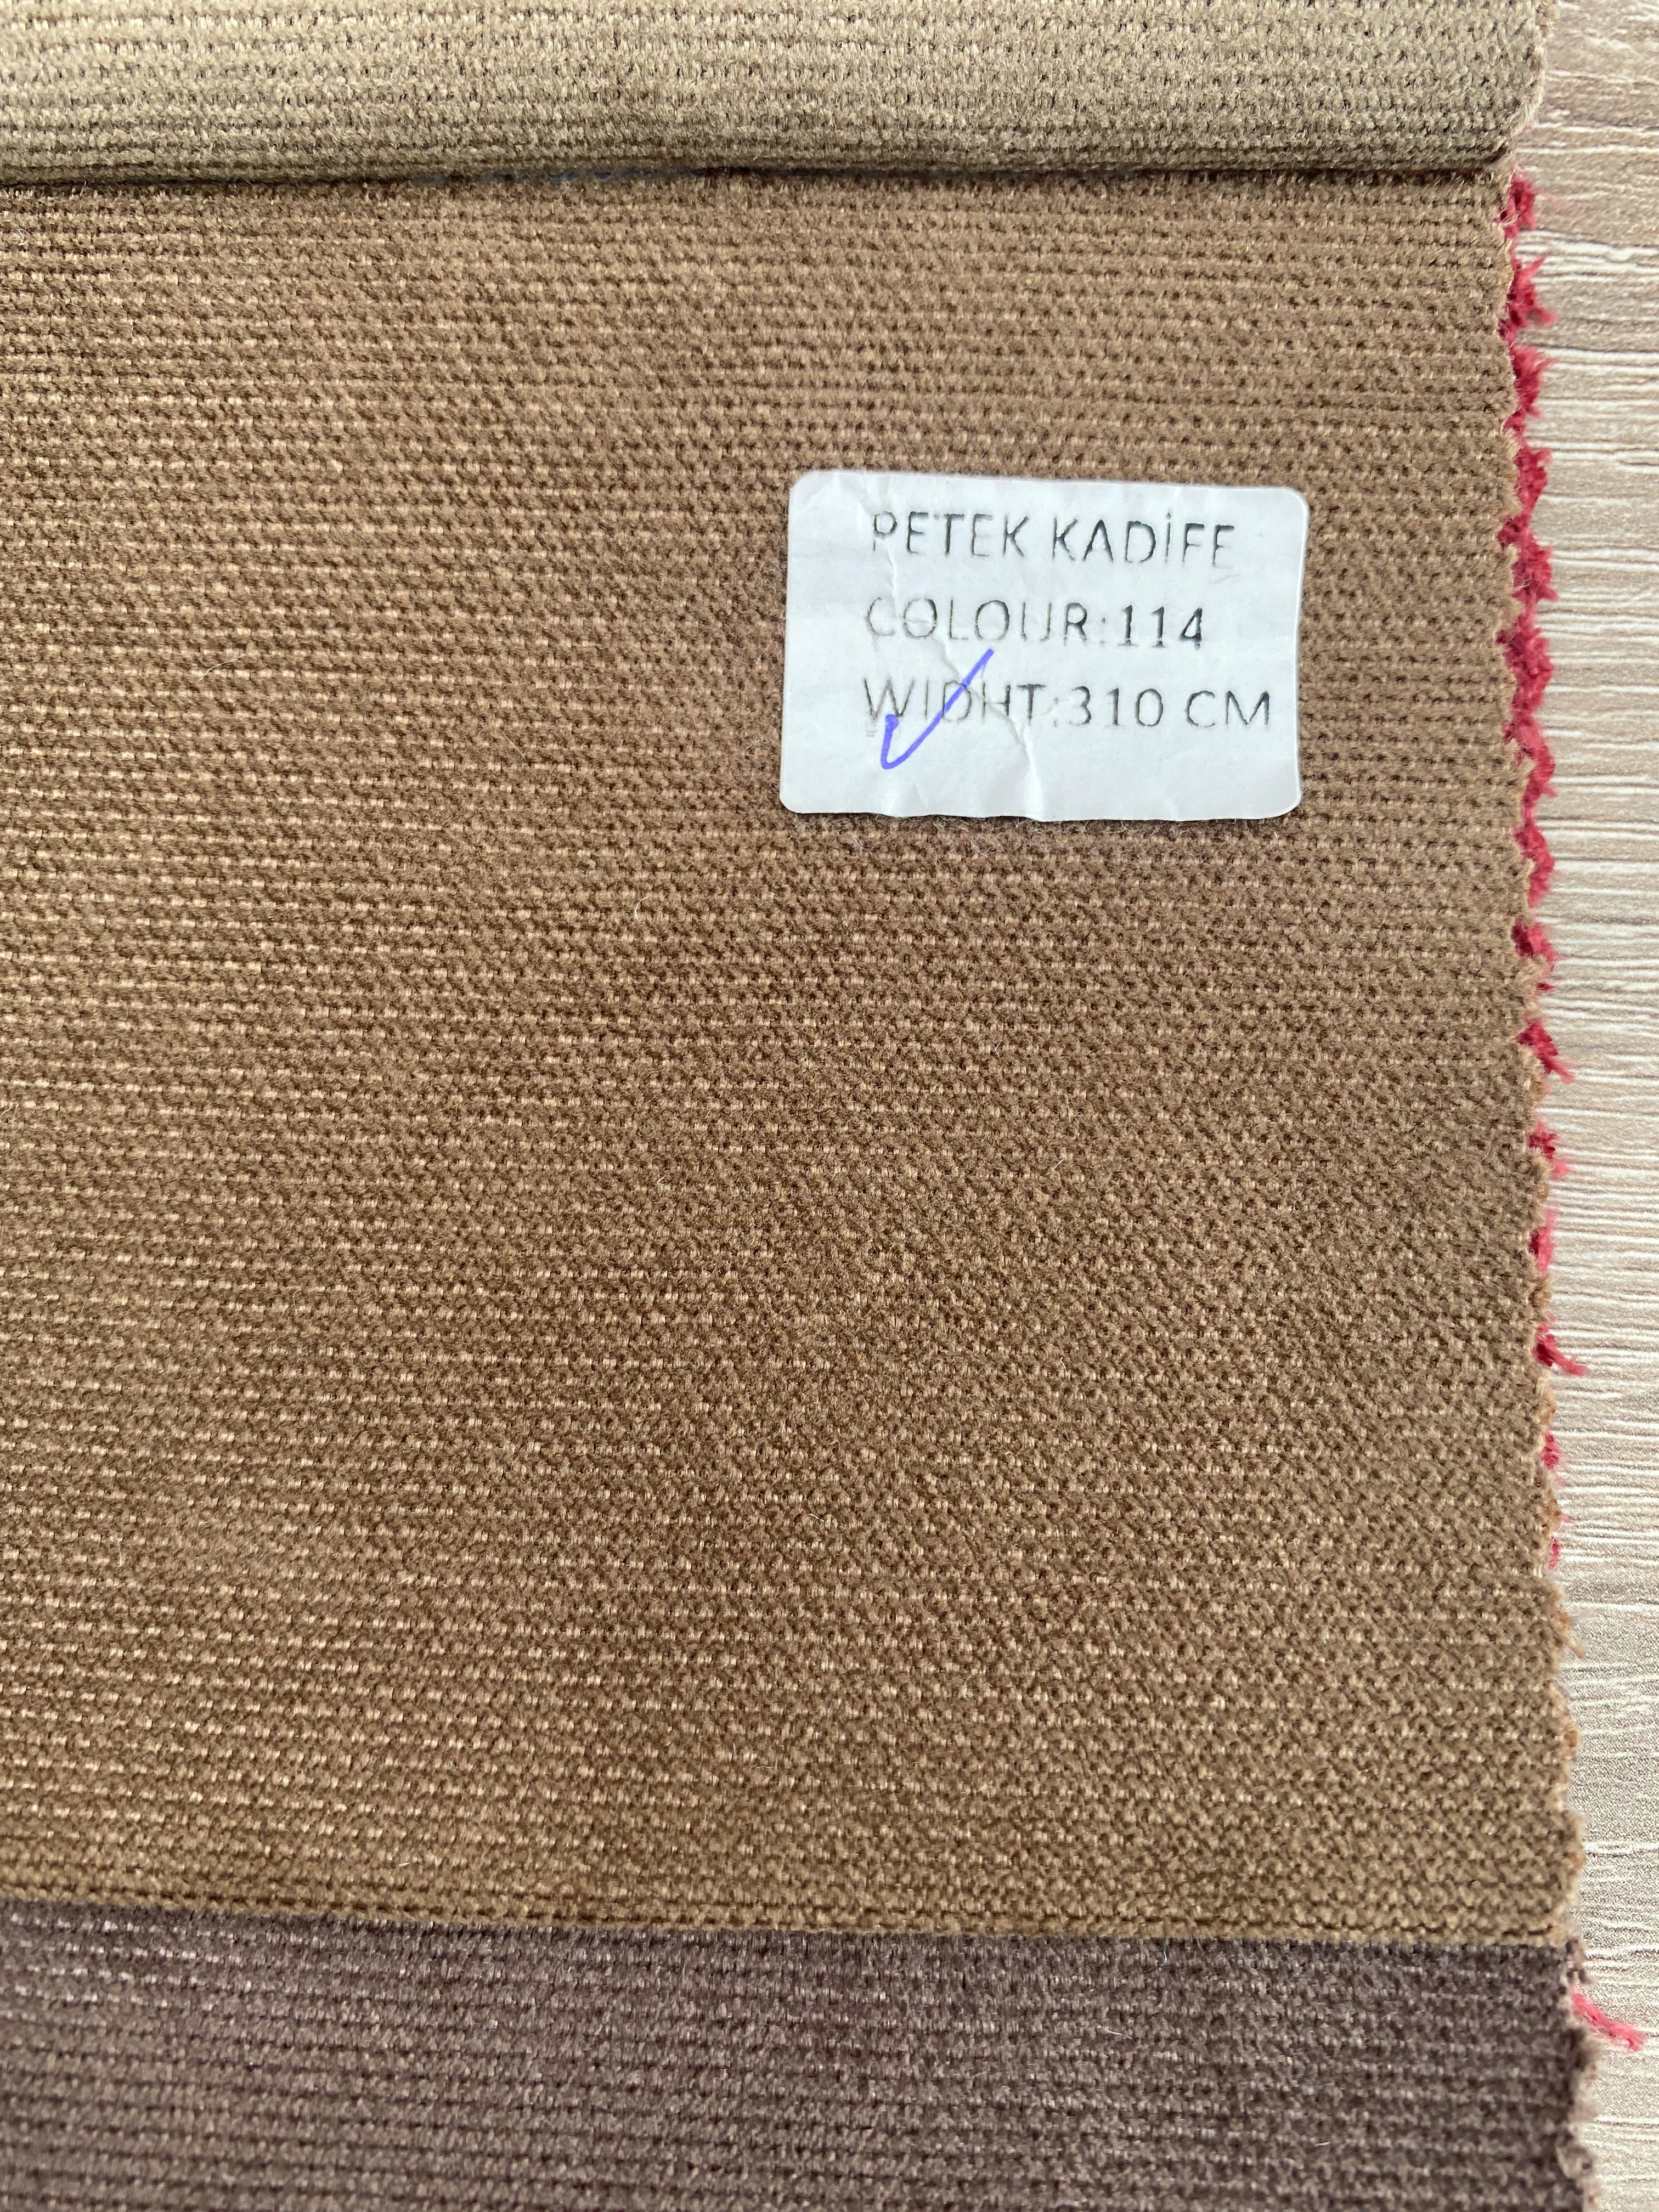 PETEK KADİFE
COLOUR:114
WIDHT:310 CM